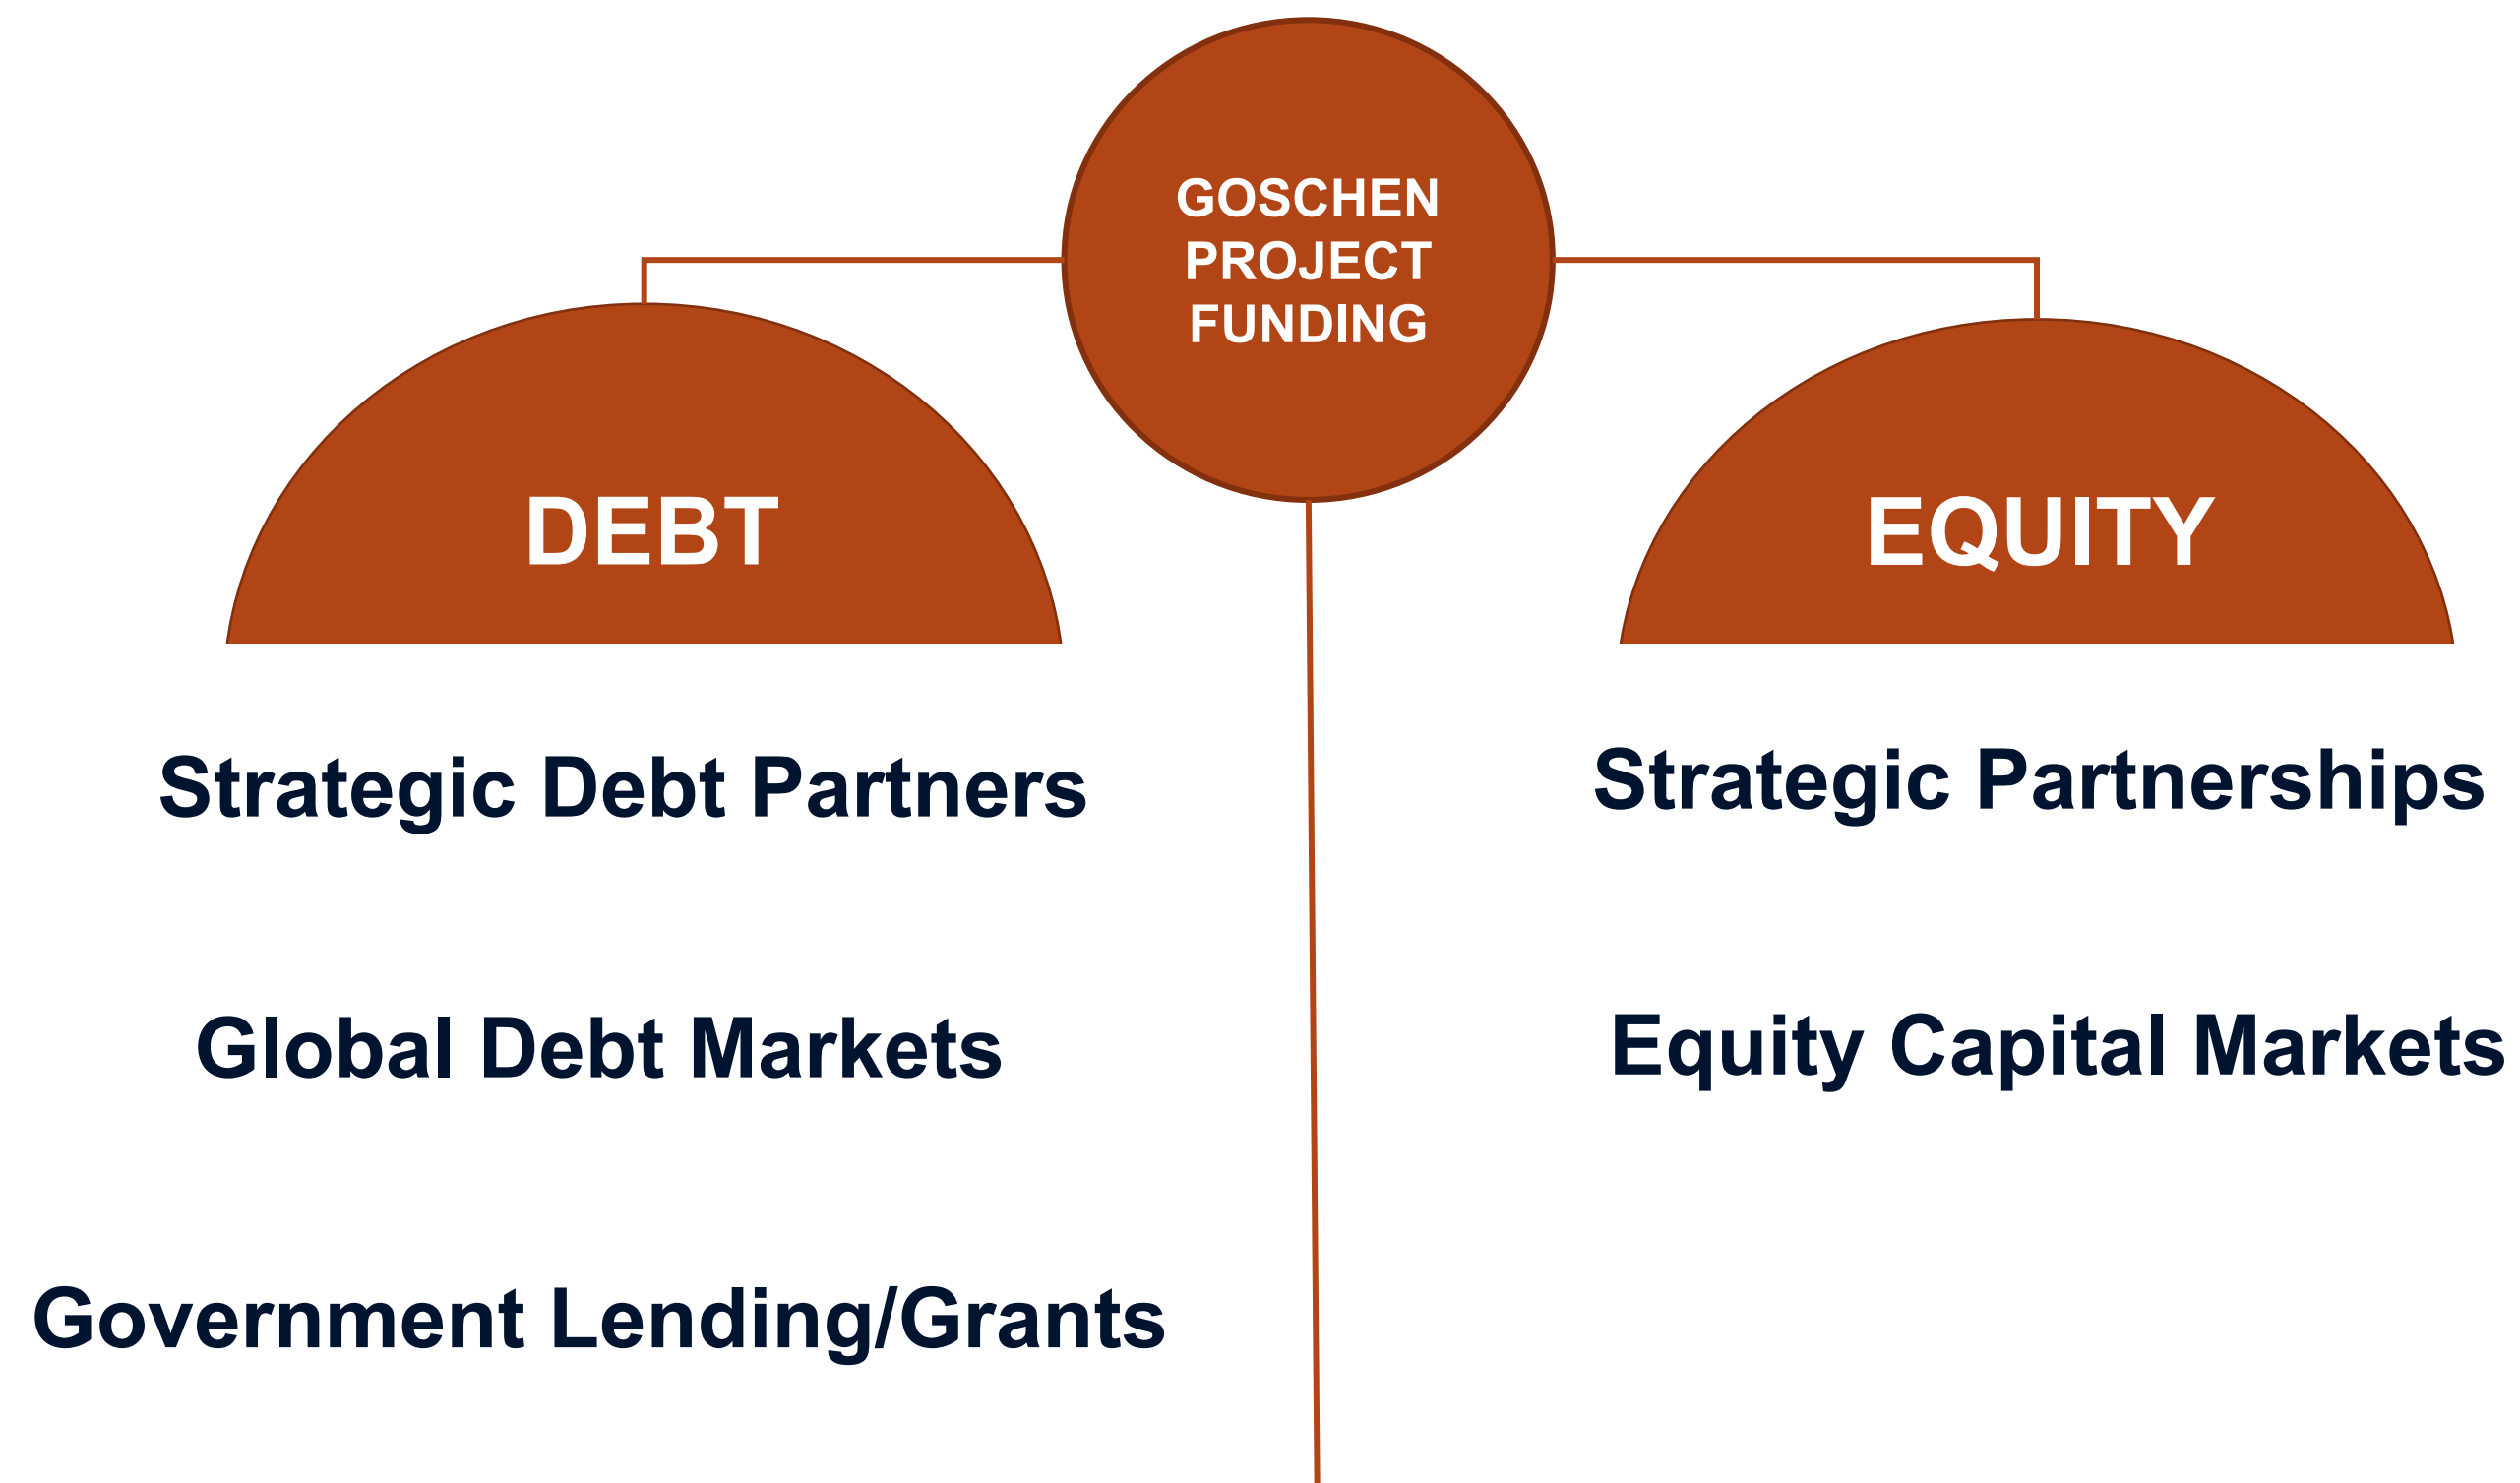 GOSCHEN
PROJECT
FUNDING
DEBT
Strategic Debt Partners
Global Debt Markets
Government Lending/Grants
EQUITY
Strategic Partnerships
Equity Capital Markets